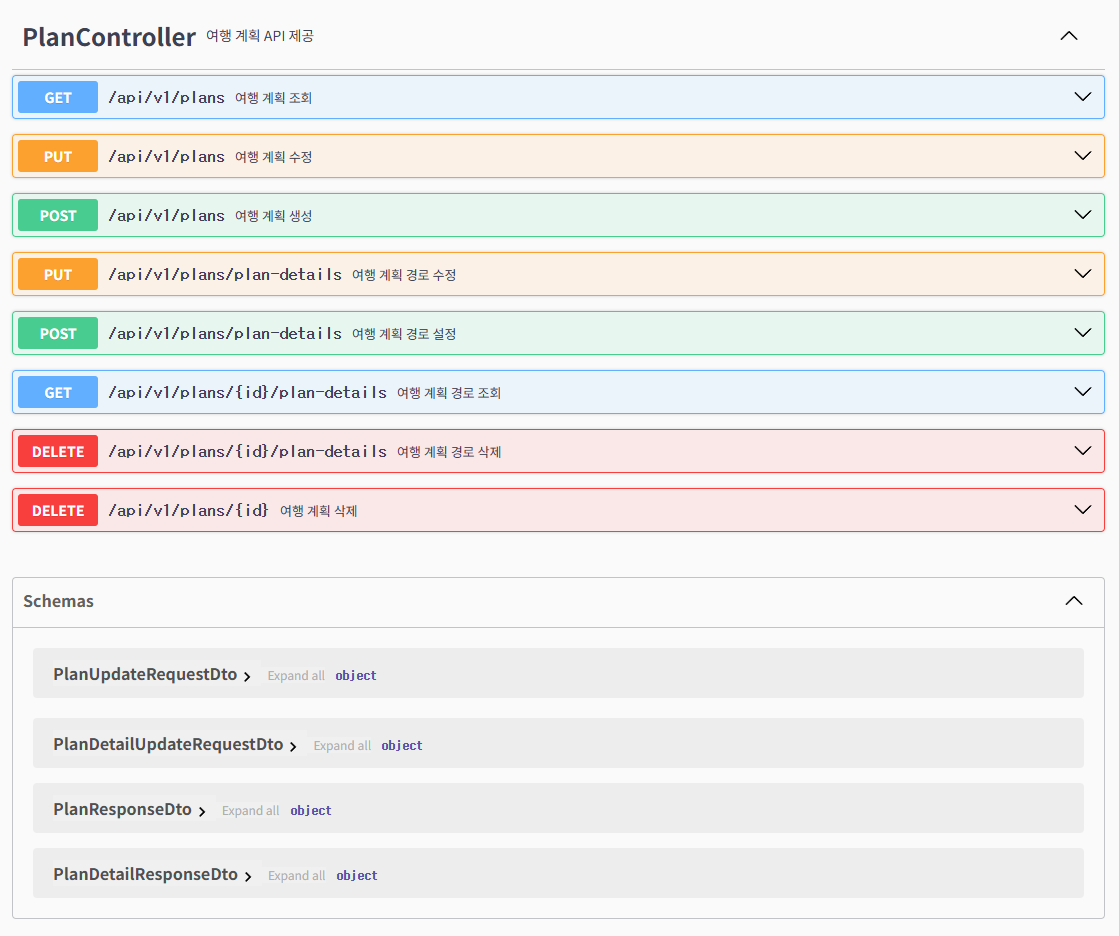 PlanController 여행 계획 API 제공
GET /api/v1/plans 여행 계획 조회
PUT /api/v1/plans 여행 계획 수정
POST /api/v1/plans 여행 계획 생성
PUT /api/v1/plans/plan-details 여행 계획 경로 수정
POST /api/v1/plans/plan-details 여행 계획 경로 설정
GET /api/v1/plans/{id}/plan-details 여행 계획 경로 조회
DELETE /api/v1/plans/{id}/plan-details 여행 계획 경로 삭제
DELETE /api/v1/plans/{id} 여행 계획 삭제
Schemas
PlanUpdateRequestDto Expand all object
PlanDetailUpdateRequestDto Expand all object
PlanResponseDto Expand all object
PlanDetailResponseDto Expand all object